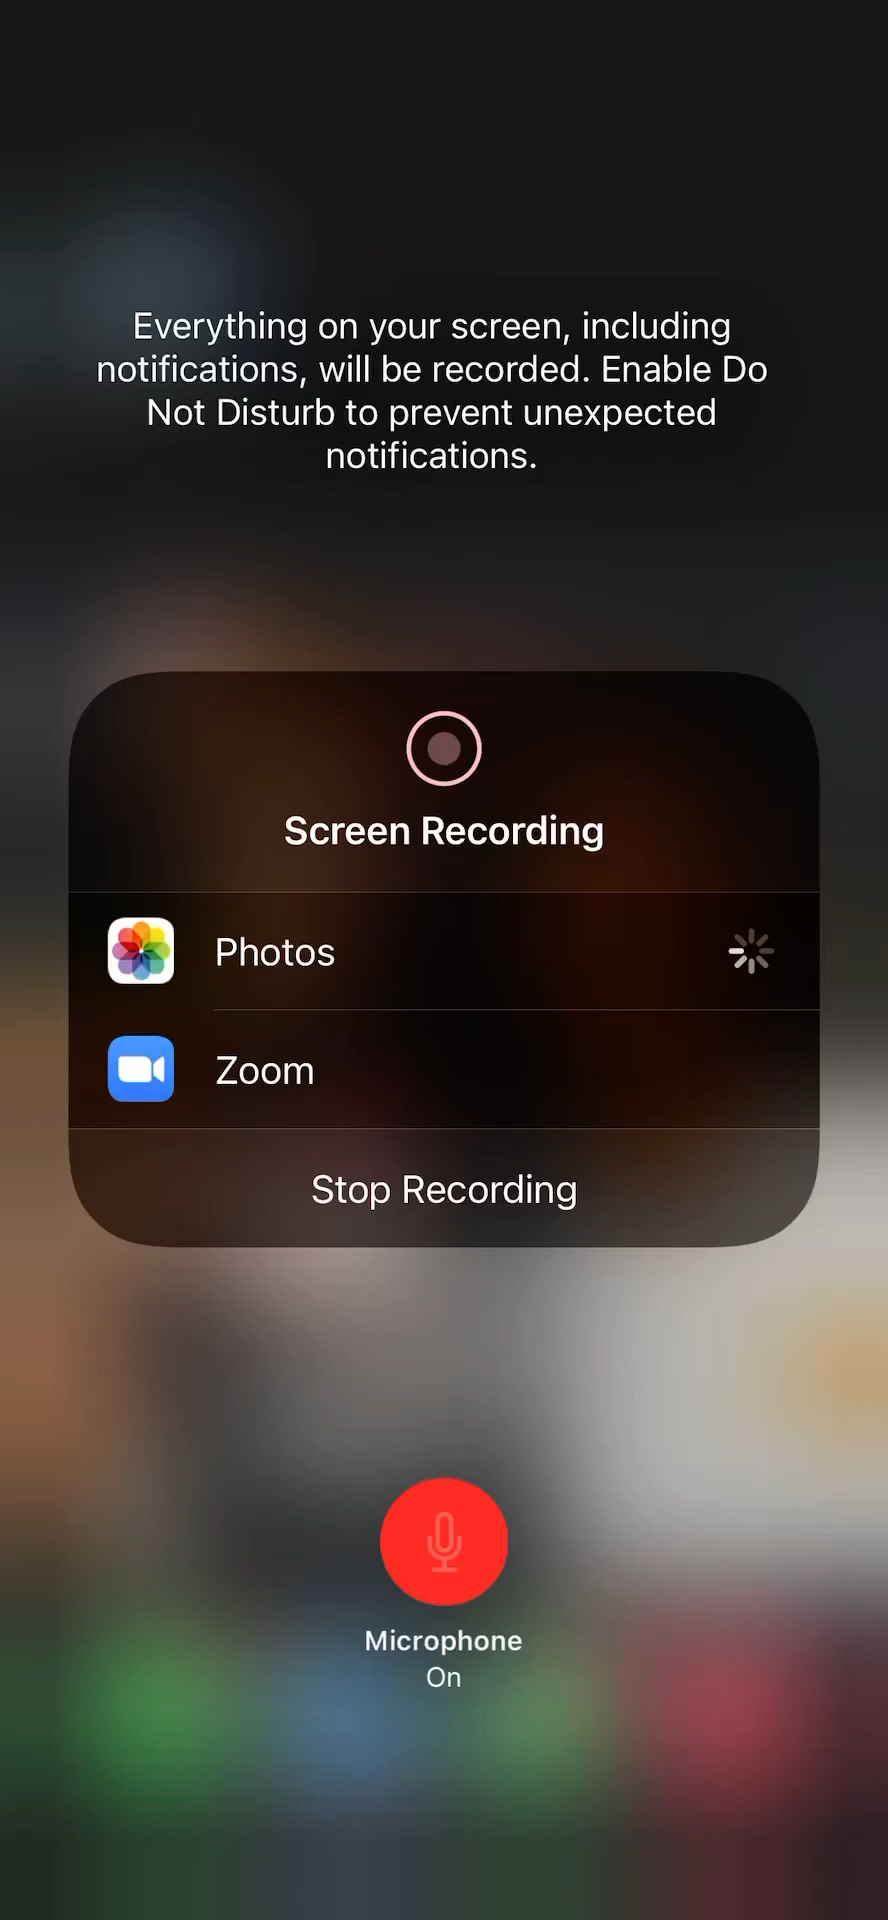 Everything on your screen, including
notifications, will be recorded. Enable Do
Not Disturb to prevent unexpected
notifications.
Screen Recording
Photos
Zoom
Stop Recording
Microphone
On